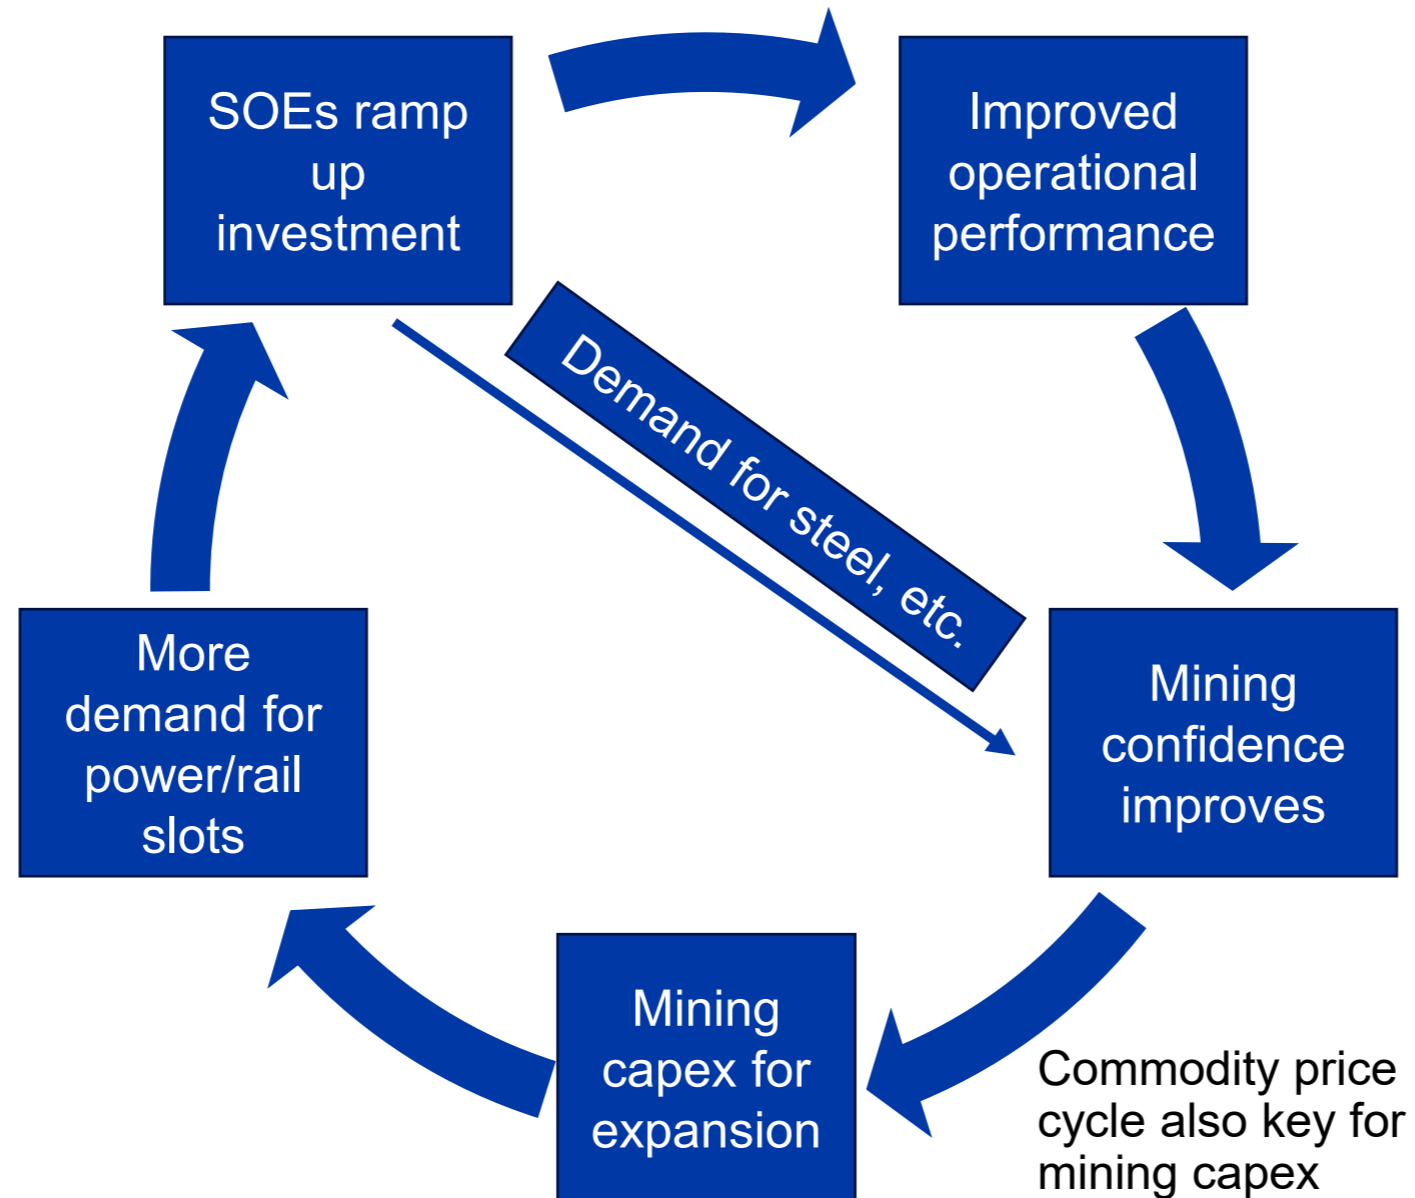 SOEs ramp
up
investment
Improved
operational
performance
Demand for steel, etc.
More
demand for
power/rail
slots
Mining
confidence
improves
Mining
capex for
expansion
Commodity price
cycle also key for
mining capex